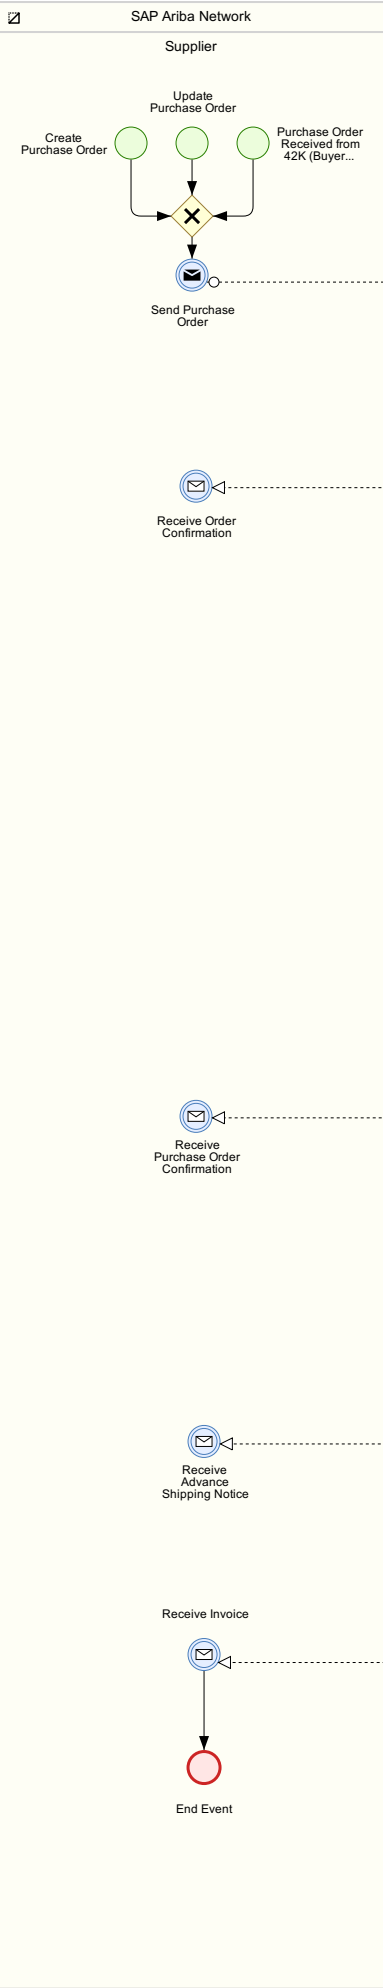 SAP Ariba Network
Supplier
Update
Purchase Order
Create
Purchase Order
Purchase Order
Received from
42K (Buyer...
Send Purchase
Order
Receive Order
Confirmation
Receive
Purchase Order
Confirmation
Receive
Advance
Shipping Notice
Receive Invoice
End Event